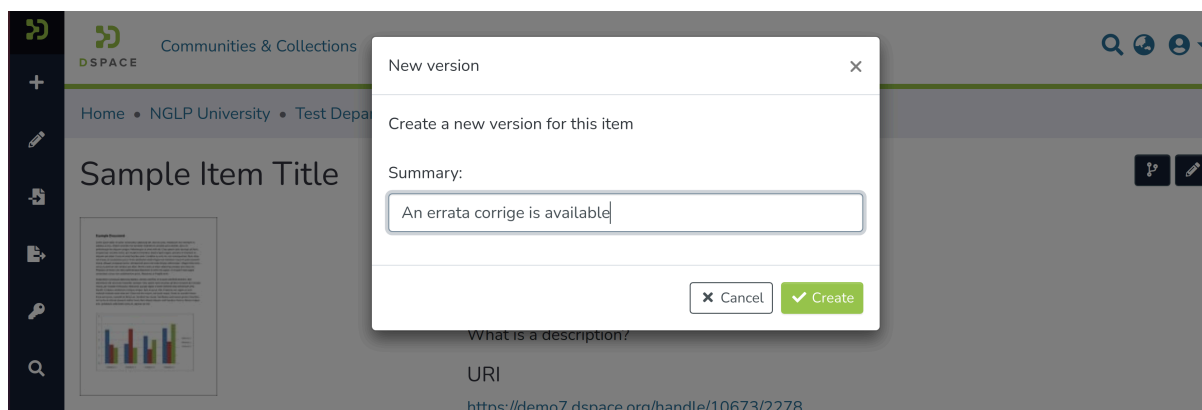 DSPACE
Communities & Collections
Home • NGLP University • Test Depa
Sample Item Title
New version
Create a new version for this item
Summary:
An errata corrige is available
Cancel
Create
What is a description?
URI
https://demo7.dspace.org/handle/10673/2278